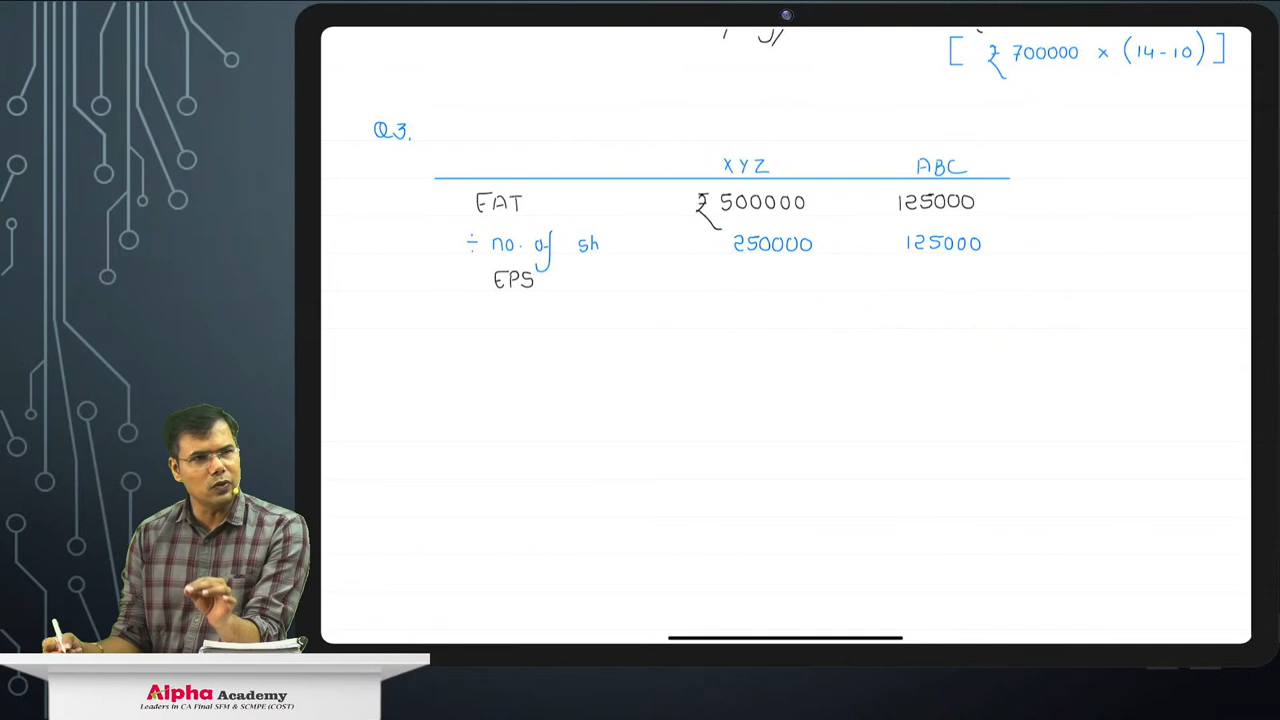 [ ₹ 700000 × (14-10) ]
Q3.
XYZ ABC
EAT ₹ 500000 125000
÷ no. of sh 250000 125000
EPS
Alpha Academy
Leaders in CA Final SFM & SCMPE (COST)